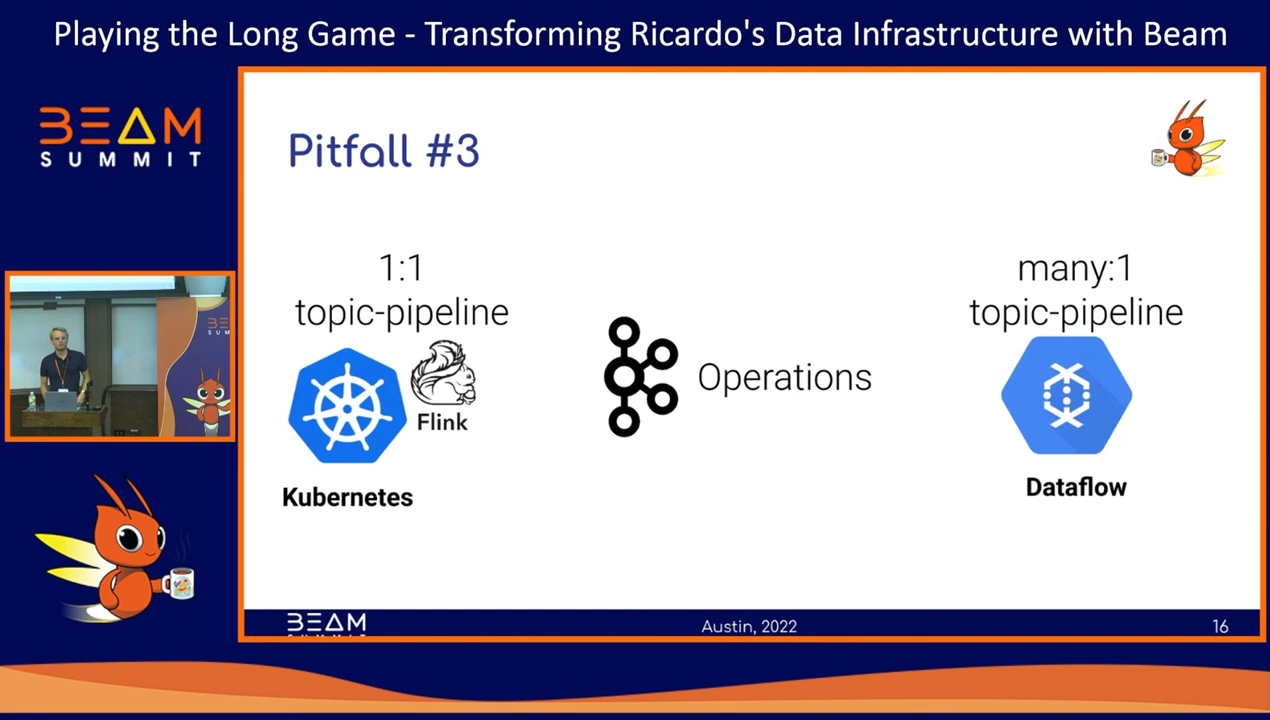 Playing the Long Game - Transforming Ricardo's Data Infrastructure with Beam
BEAM
SUMMIT
Pitfall #3
1:1
topic-pipeline
Flink
Kubernetes
Operations
many:1
topic-pipeline
Dataflow
BEAM
Austin, 2022
16